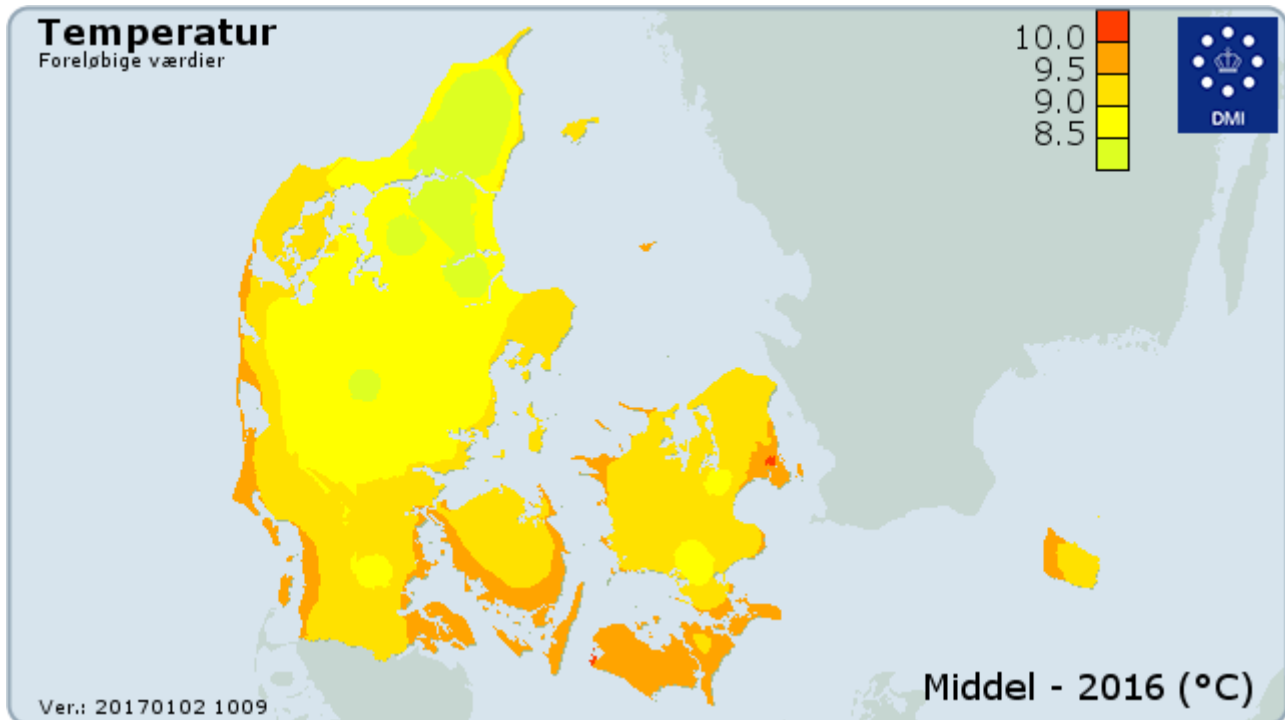 Temperatur
Foreløbige værdier
10.0
9.5
9.0
8.5
DMI
Middel - 2016 (°C)
Ver.: 20170102 1009